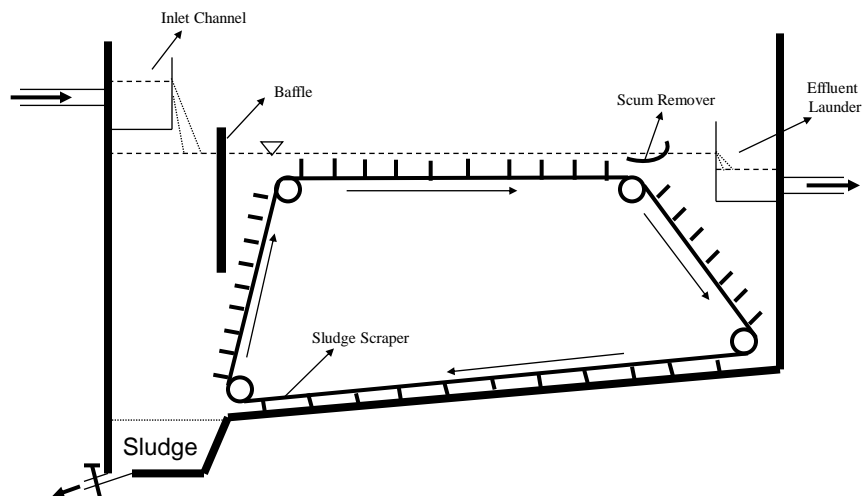 Inlet Channel
Baffle
Scum Remover
Effluent
Launder
Sludge Scraper
Sludge